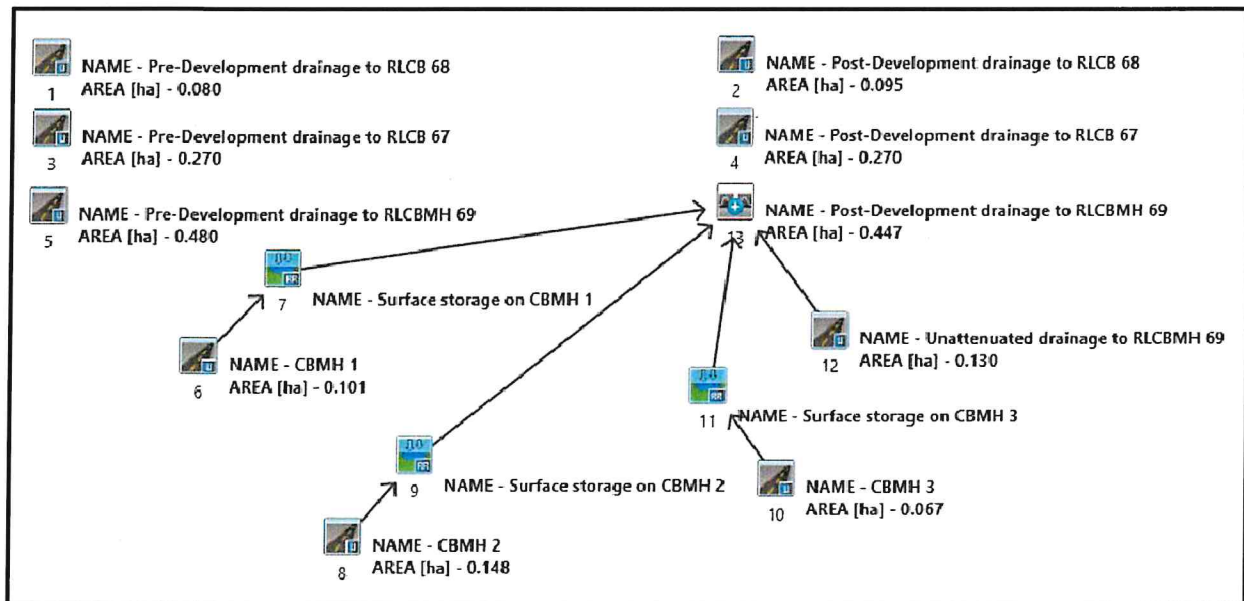 NAME - Pre-Development drainage to RLCB 68
AREA [ha] - 0.080
1
NAME - Post-Development drainage to RLCB 68
AREA [ha] - 0.095
2
NAME - Pre-Development drainage to RLCB 67
AREA [ha] - 0.270
3
NAME - Post-Development drainage to RLCB 67
AREA [ha] - 0.270
4
NAME - Pre-Development drainage to RLCBMH 69
AREA [ha] - 0.480
5
NAME - Post-Development drainage to RLCBMH 69
AREA [ha] - 0.447
13
NAME - Surface storage on CBMH 1
7
NAME - Unattenuated drainage to RLCBMH 69
AREA [ha] - 0.130
12
NAME - CBMH 1
AREA [ha] - 0.101
6
NAME - Surface storage on CBMH 3
11
NAME - Surface storage on CBMH 2
9
NAME - CBMH 3
AREA [ha] - 0.067
10
NAME - CBMH 2
AREA [ha] - 0.148
8